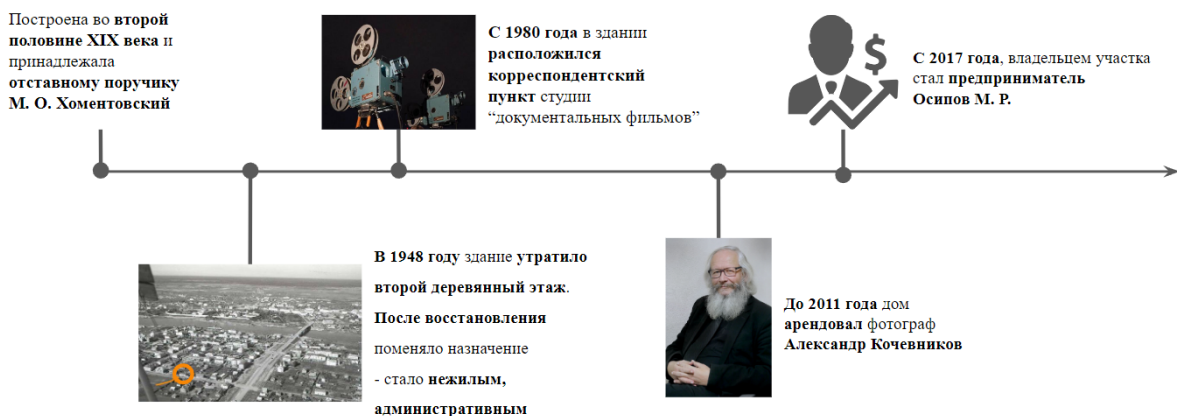 Построена во второй
половине XIX века и
принадлежала
отставному поручику
М. О. Хоментовский
В 1948 году здание утратило
второй деревянный этаж.
После восстановления
поменяло назначение
- стало нежилым,
административным
С 1980 года в здании
расположился
корреспондентский
пункт студии
“документальных фильмов”
До 2011 года дом
арендовал фотограф
Александр Кочевников
$
С 2017 года, владельцем участка
стал предприниматель
Осипов М. Р.